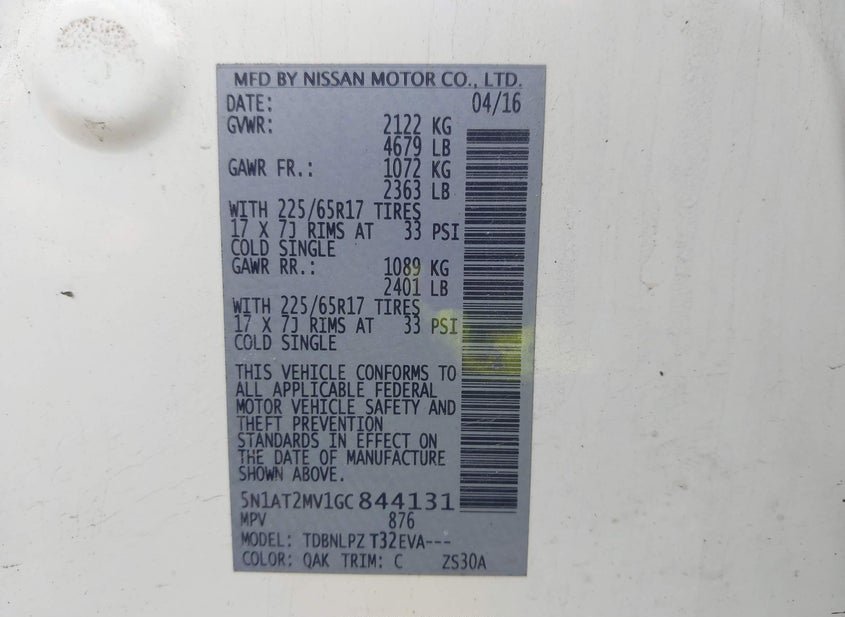 MFD BY NISSAN MOTOR CO., LTD.
DATE: 04/16
GVWR: 2122 KG
4679 LB
GAWR FR.: 1072 KG
2363 LB
WITH 225/65R17 TIRES
17 X 7J RIMS AT 33 PSI
COLD SINGLE
GAWR RR.: 1089 KG
2401 LB
WITH 225/65R17 TIRES
17 X 7J RIMS AT 33 PSI
COLD SINGLE
THIS VEHICLE CONFORMS TO
ALL APPLICABLE FEDERAL
MOTOR VEHICLE SAFETY AND
THEFT PREVENTION
STANDARDS IN EFFECT ON
THE DATE OF MANUFACTURE
SHOWN ABOVE.
5N1AT2MV1GC844131
MPV 876
MODEL: TDBNLPZ T32EVA---
COLOR: QAK TRIM: C ZS30A